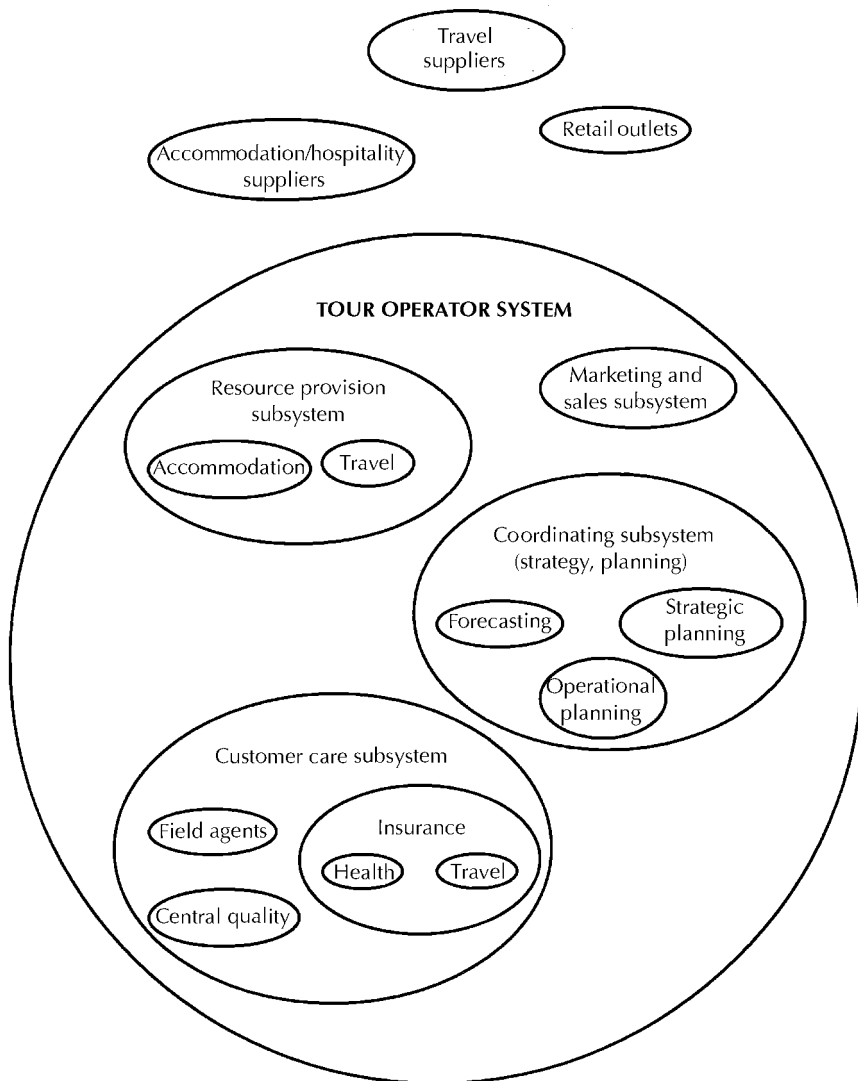 Travel
suppliers
Retail outlets
Accommodation/hospitality
suppliers
TOUR OPERATOR SYSTEM
Resource provision
subsystem
Accommodation
Travel
Marketing and
sales subsystem
Coordinating subsystem
(strategy, planning)
Forecasting
Strategic
planning
Operational
planning
Customer care subsystem
Field agents
Insurance
Health
Travel
Central quality